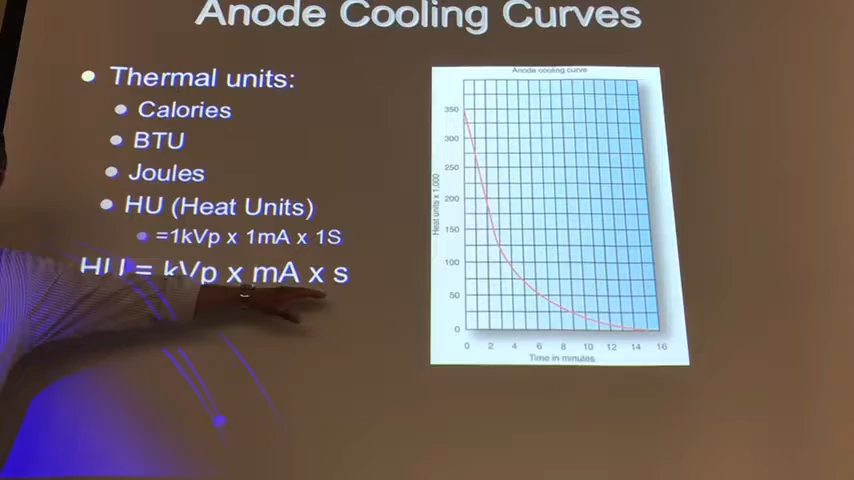 Anode Cooling Curves
Thermal units:
Calories
BTU
Joules
HU (Heat Units)
=1kVp x 1mA x 1S
HU = kVp x mA x s
Anode cooling curve
Heat units x 1,000
350
300
250
200
150
100
50
0
0 2 4 6 8 10 12 14 16
Time in minutes